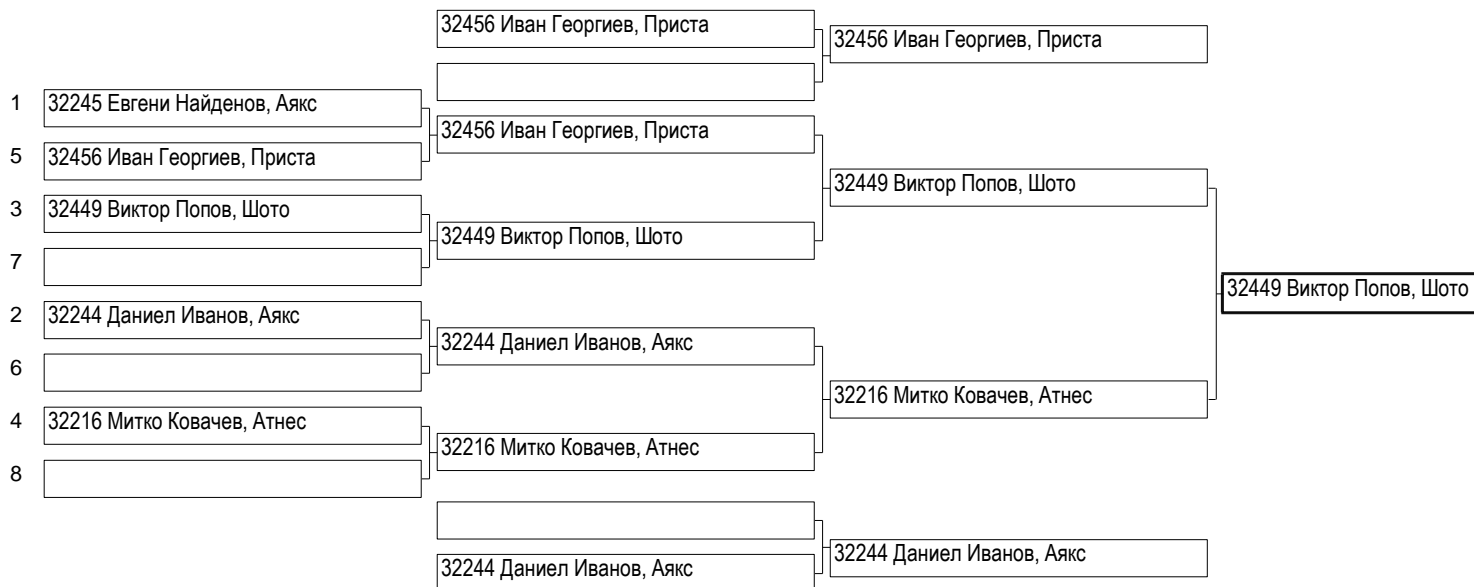 32456 Иван Георгиев, Приста
32456 Иван Георгиев, Приста
1 32245 Евгени Найденов, Аякс
32456 Иван Георгиев, Приста
5 32456 Иван Георгиев, Приста
32449 Виктор Попов, Шото
3 32449 Виктор Попов, Шото
32449 Виктор Попов, Шото
7
32449 Виктор Попов, Шото
2 32244 Даниел Иванов, Аякс
32244 Даниел Иванов, Аякс
6
32216 Митко Ковачев, Атнес
4 32216 Митко Ковачев, Атнес
32216 Митко Ковачев, Атнес
8
32244 Даниел Иванов, Аякс
32244 Даниел Иванов, Аякс